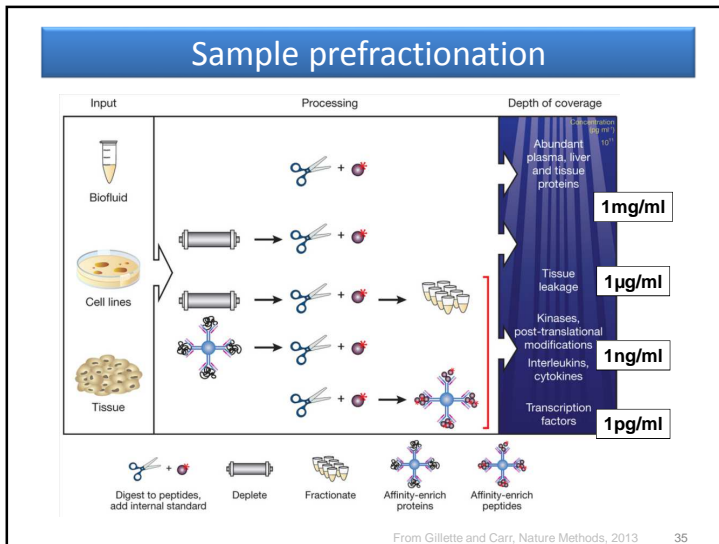 Sample prefractionation
Input
Processing
Depth of coverage
Concentration
(pg ml⁻¹)
10¹¹
Abundant
plasma, liver
and tissue
proteins
1mg/ml
Biofluid
Cell lines
Tissue
Tissue
leakage
1µg/ml
Kinases,
post-translational
modifications
1ng/ml
Interleukins,
cytokines
Transcription
factors
1pg/ml
Digest to peptides,
add internal standard
Deplete
Fractionate
Affinity-enrich
proteins
Affinity-enrich
peptides
From Gillette and Carr, Nature Methods, 2013
35